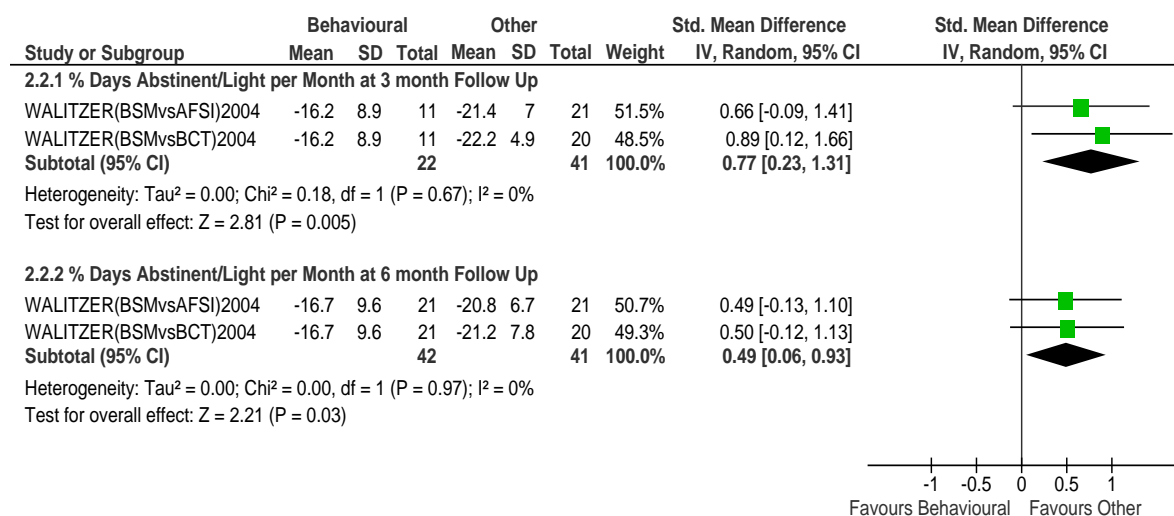 Behavioural Other Std. Mean Difference Std. Mean Difference
Study or Subgroup Mean SD Total Mean SD Total Weight IV, Random, 95% CI IV, Random, 95% CI
2.2.1 % Days Abstinent/Light per Month at 3 month Follow Up
WALITZER(BSMvsAFSI)2004 -16.2 8.9 11 -21.4 7 21 51.5% 0.66 [-0.09, 1.41]
WALITZER(BSMvsBCT)2004 -16.2 8.9 11 -22.2 4.9 20 48.5% 0.89 [0.12, 1.66]
Subtotal (95% CI) 22 41 100.0% 0.77 [0.23, 1.31]
Heterogeneity: Tau² = 0.00; Chi² = 0.18, df = 1 (P = 0.67); I² = 0%
Test for overall effect: Z = 2.81 (P = 0.005)
2.2.2 % Days Abstinent/Light per Month at 6 month Follow Up
WALITZER(BSMvsAFSI)2004 -16.7 9.6 21 -20.8 6.7 21 50.7% 0.49 [-0.13, 1.10]
WALITZER(BSMvsBCT)2004 -16.7 9.6 21 -21.2 7.8 20 49.3% 0.50 [-0.12, 1.13]
Subtotal (95% CI) 42 41 100.0% 0.49 [0.06, 0.93]
Heterogeneity: Tau² = 0.00; Chi² = 0.00, df = 1 (P = 0.97); I² = 0%
Test for overall effect: Z = 2.21 (P = 0.03)
-1 -0.5 0 0.5 1
Favours Behavioural Favours Other